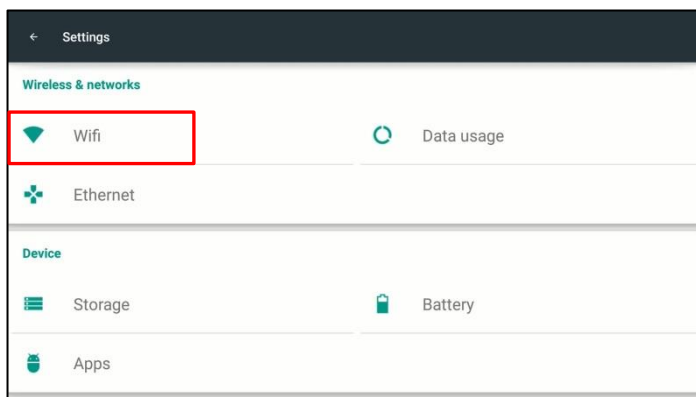 Settings
Wireless & networks
Wifi
Data usage
Ethernet
Device
Storage
Battery
Apps